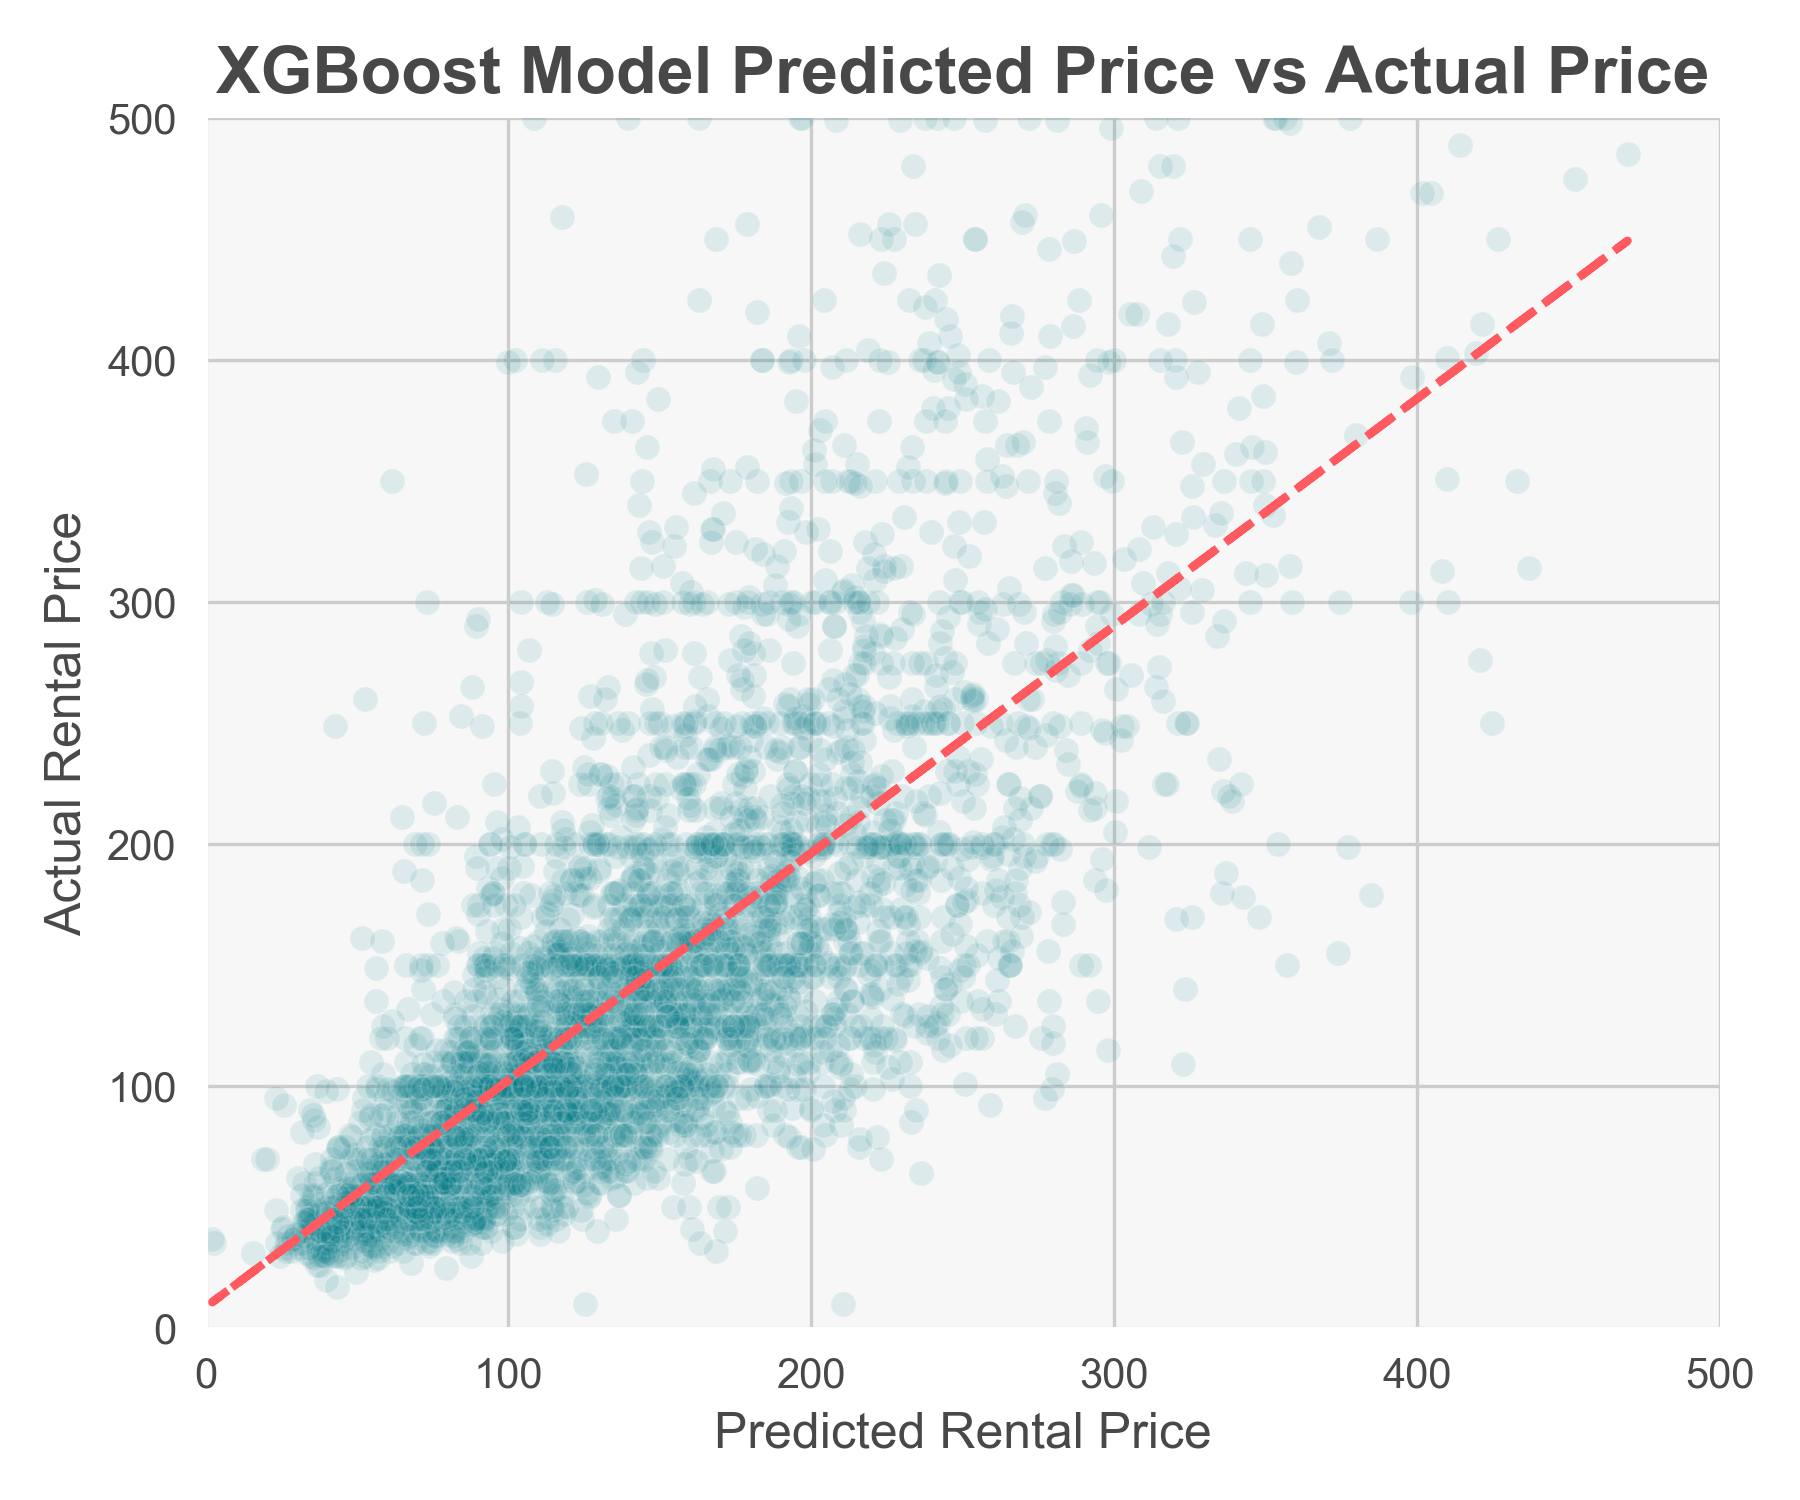 XGBoost Model Predicted Price vs Actual Price
500
400
300
200
100
0
Actual Rental Price
0 100 200 300 400 500
Predicted Rental Price